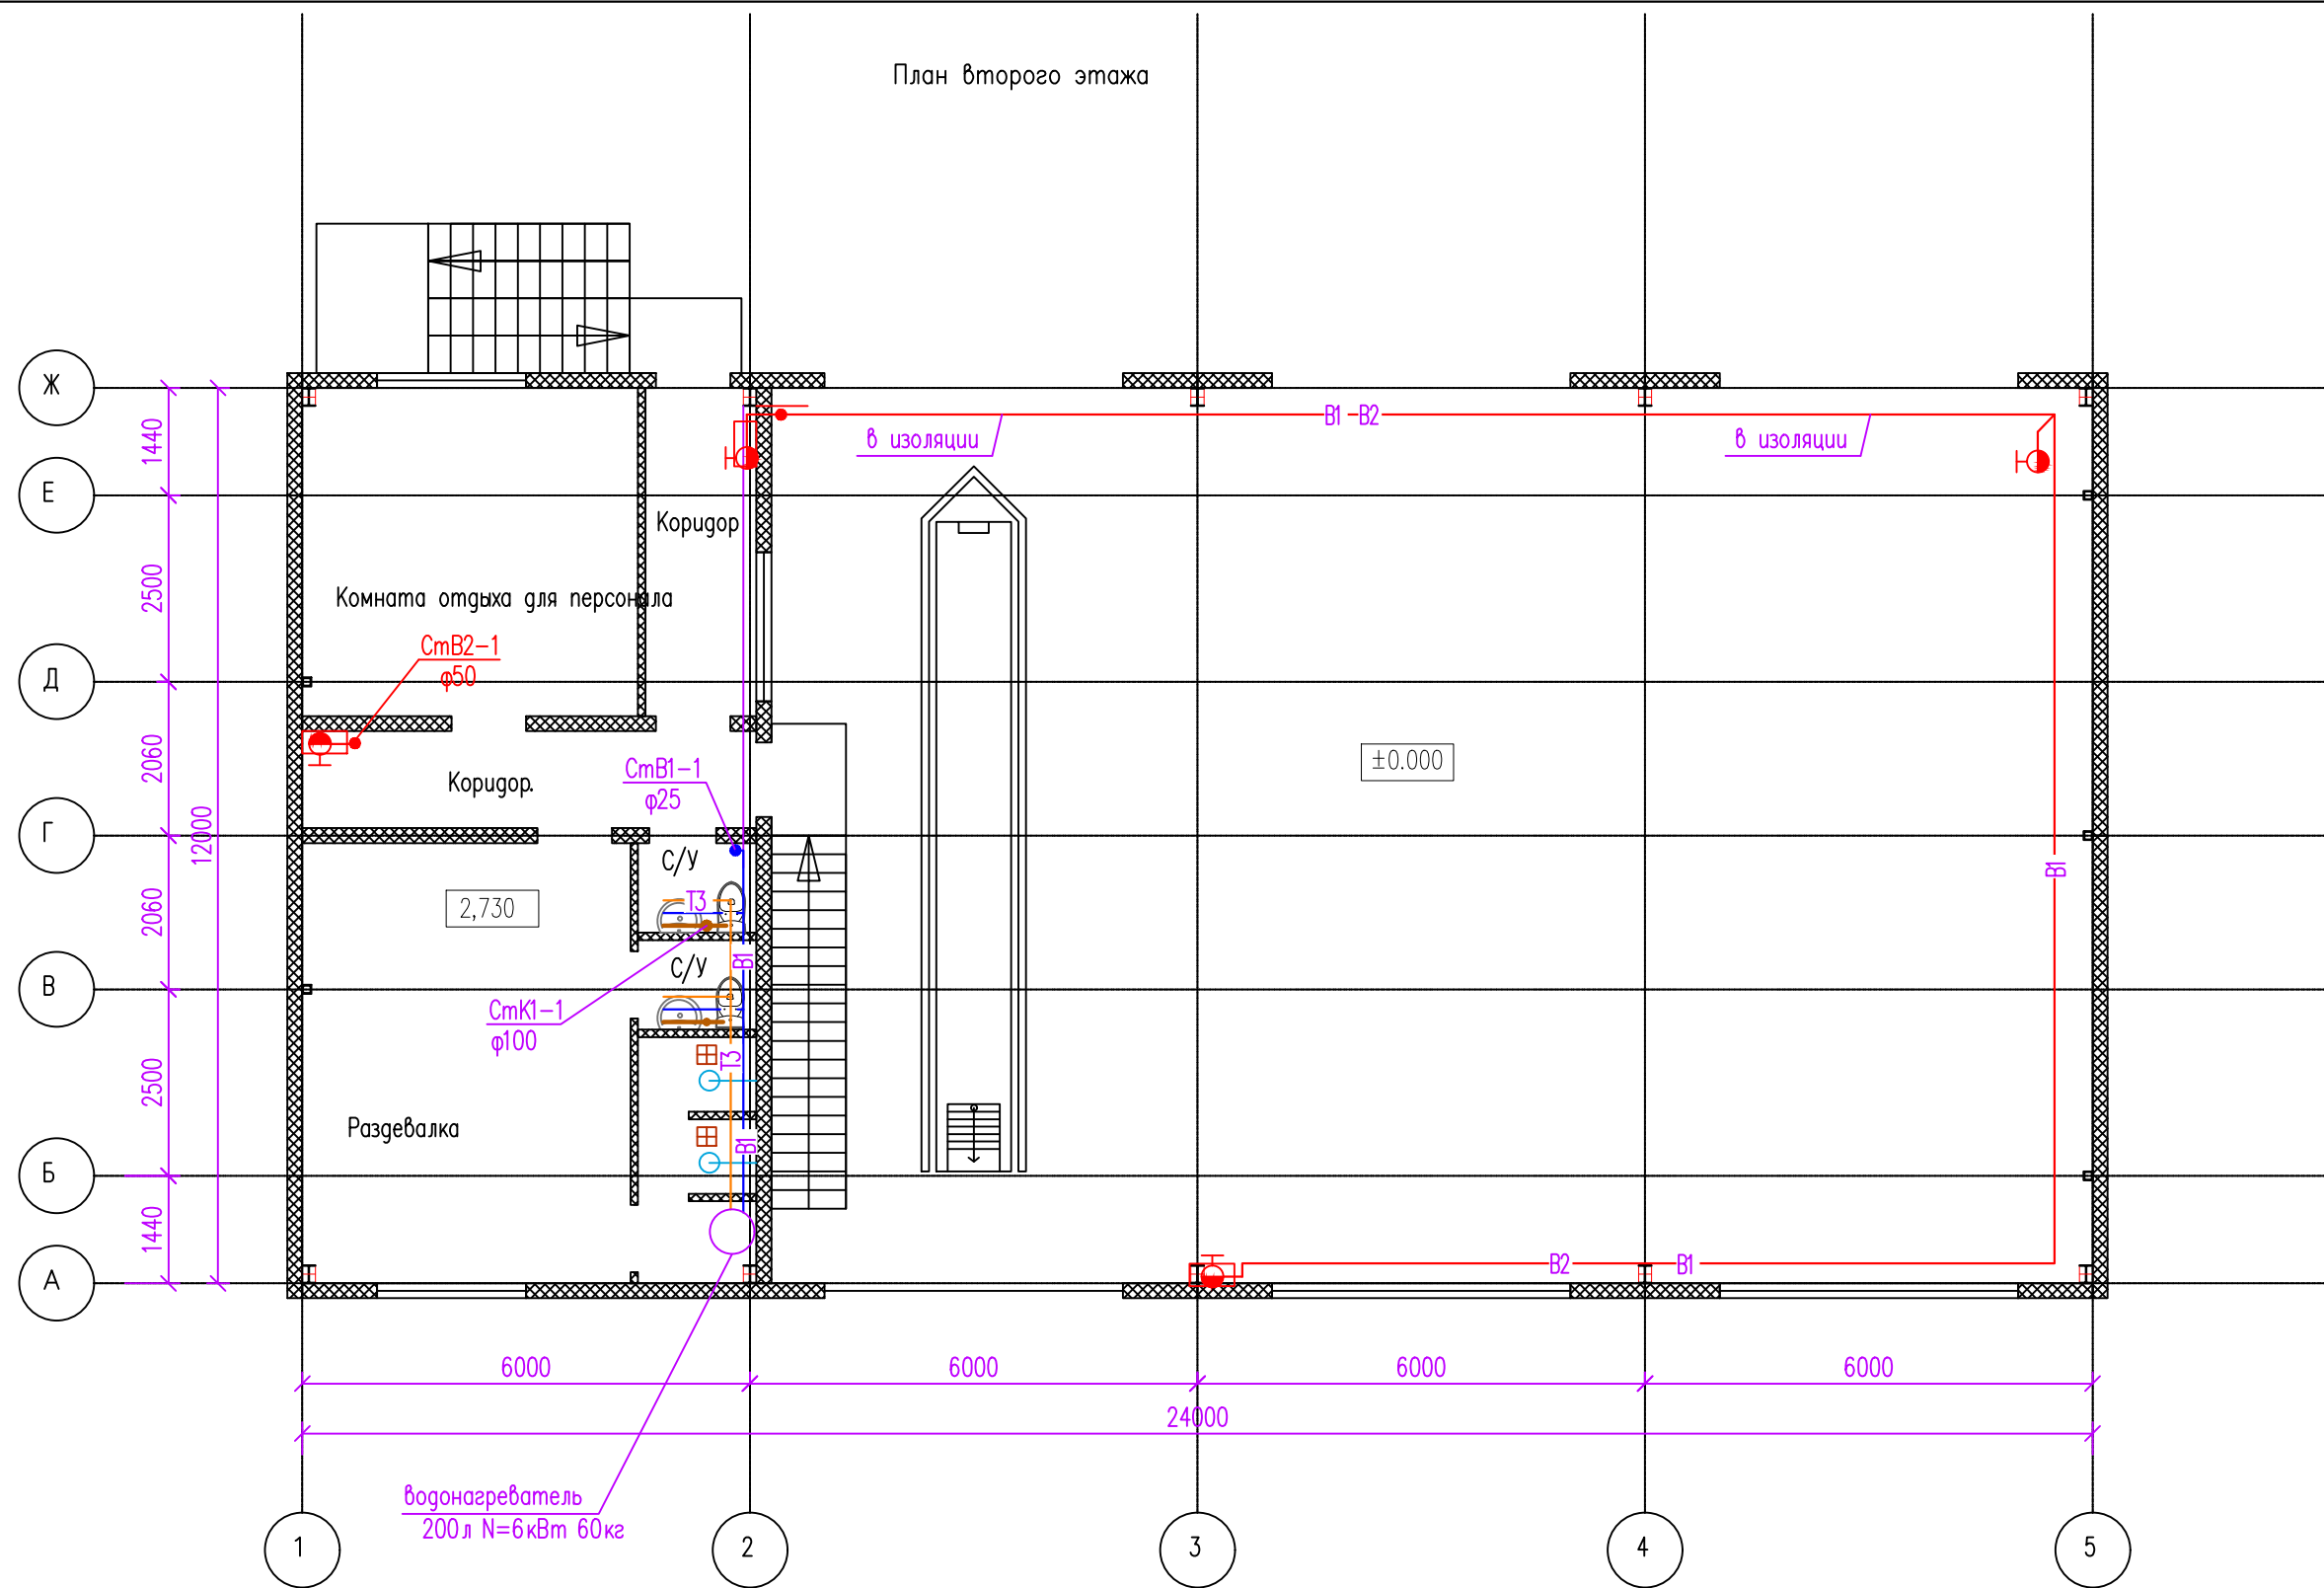 План второго этажа
Ж
Е
Д
Г
В
Б
А
1440
2500
2060
2060
2500
1440
12000
В1 -В2
в изоляции
в изоляции
Коридор
Комната отдыха для персонала
СтВ2-1
φ50
Коридор.
СтВ1-1
φ25
±0.000
В1
С/У
Т3
2,730
С/У
В1
СтК1-1
φ100
Т3
Раздевалка
В1
В2
В1
6000
6000
6000
6000
24000
водонагреватель
200л N=6кВт 60кг
1
2
3
4
5